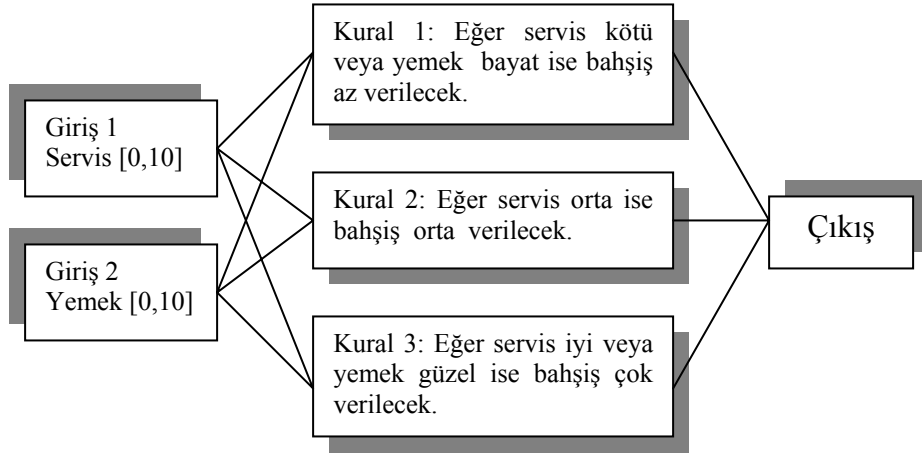 Giriş 1
Servis [0,10]
Giriş 2
Yemek [0,10]
Kural 1: Eğer servis kötü
veya yemek bayat ise bahşiş
az verilecek.
Kural 2: Eğer servis orta ise
bahşiş orta verilecek.
Kural 3: Eğer servis iyi veya
yemek güzel ise bahşiş çok
verilecek.
Çıkış